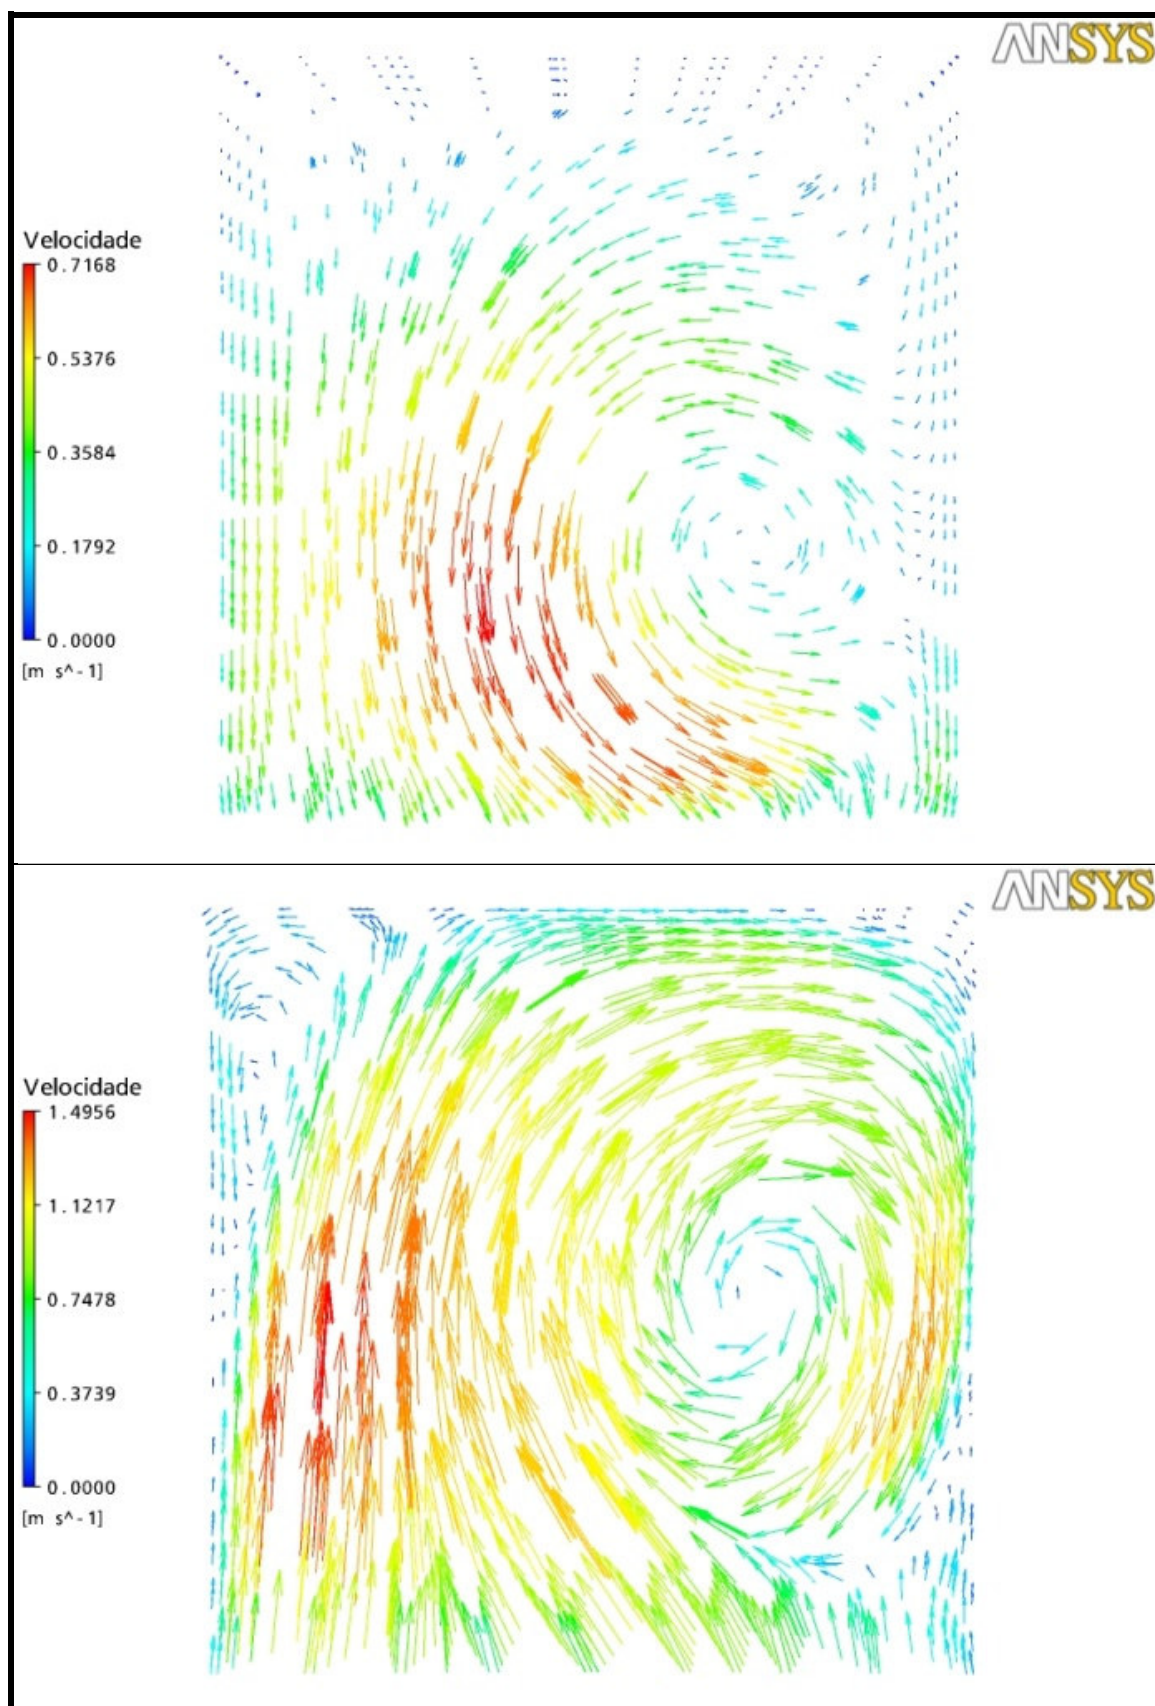 ANSYS
Velocidade
0.7168
0.5376
0.3584
0.1792
0.0000
[m s^-1]
ANSYS
Velocidade
1.4956
1.1217
0.7478
0.3739
0.0000
[m s^-1]